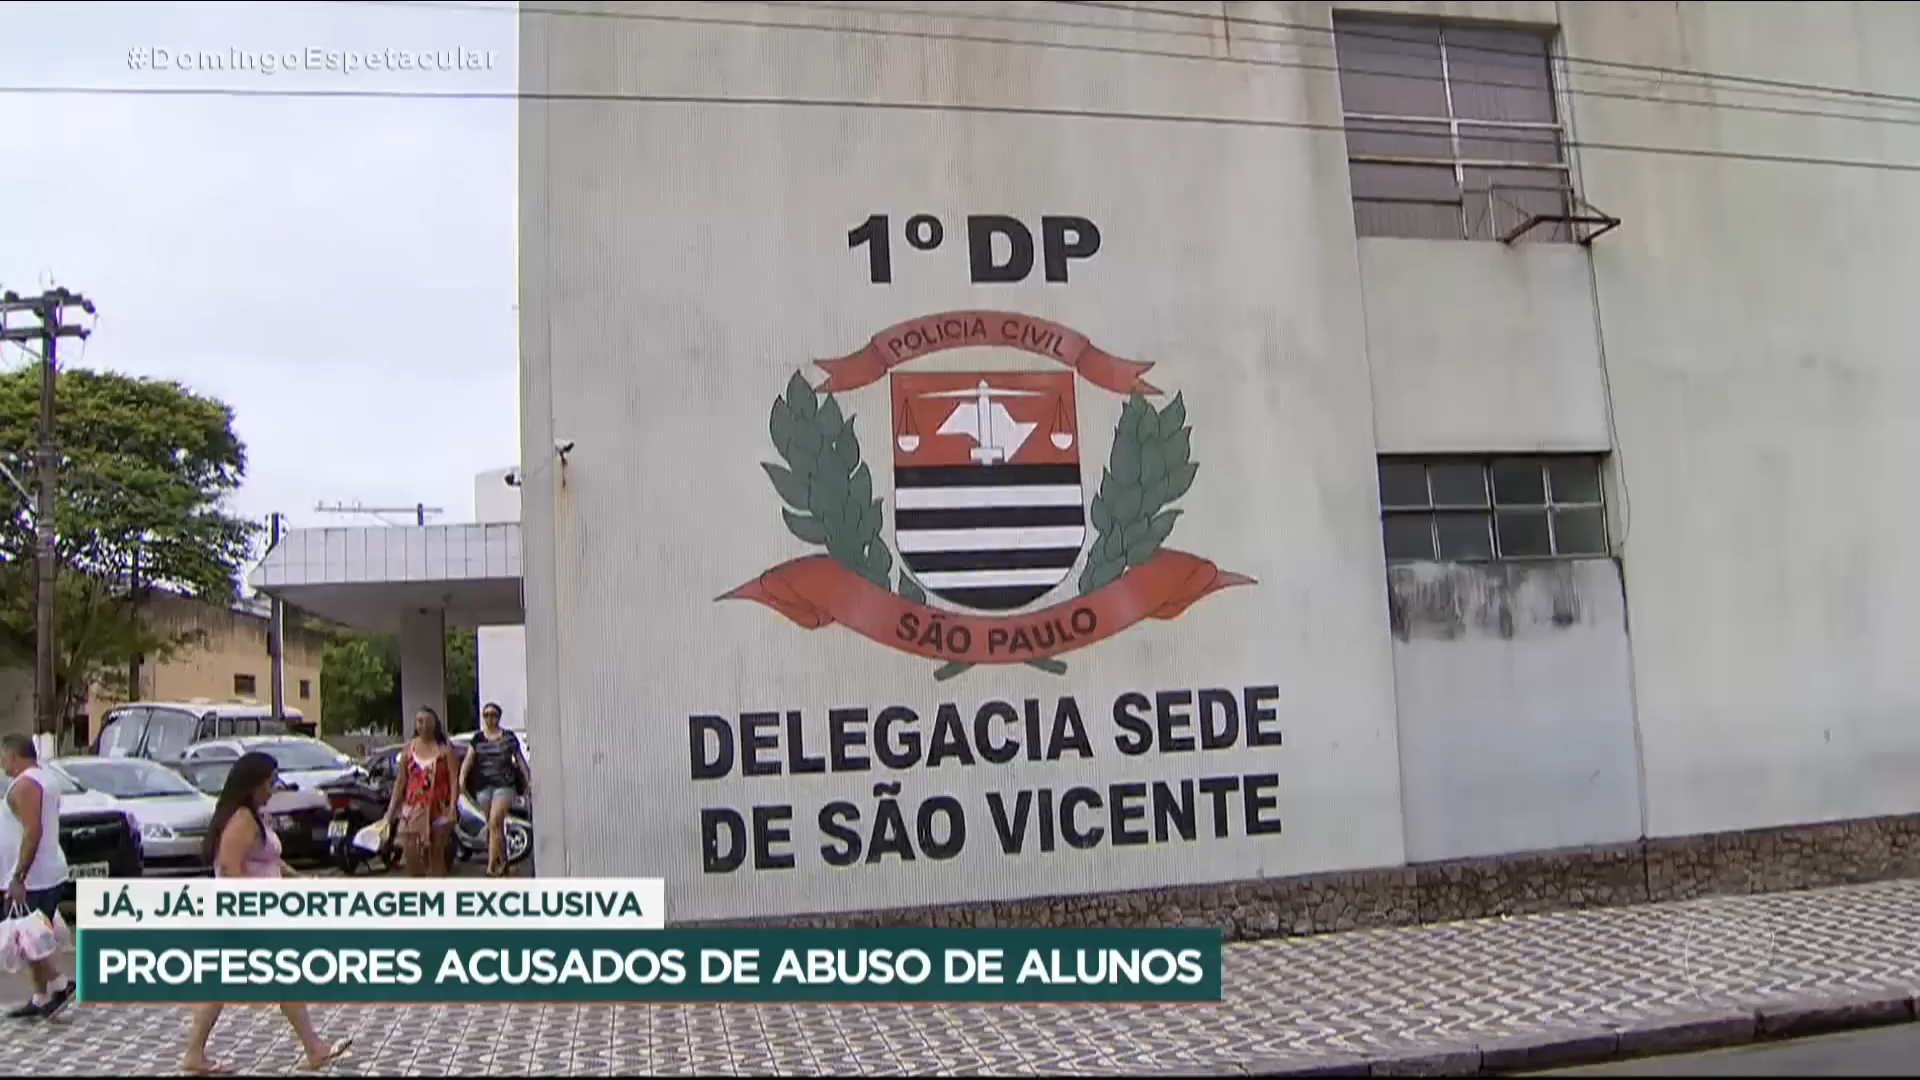 #DomingoEspetacular
1º DP
POLICIA CIVIL
SÃO PAULO
DELEGACIA SEDE
DE SÃO VICENTE
JÁ, JÁ: REPORTAGEM EXCLUSIVA
PROFESSORES ACUSADOS DE ABUSO DE ALUNOS